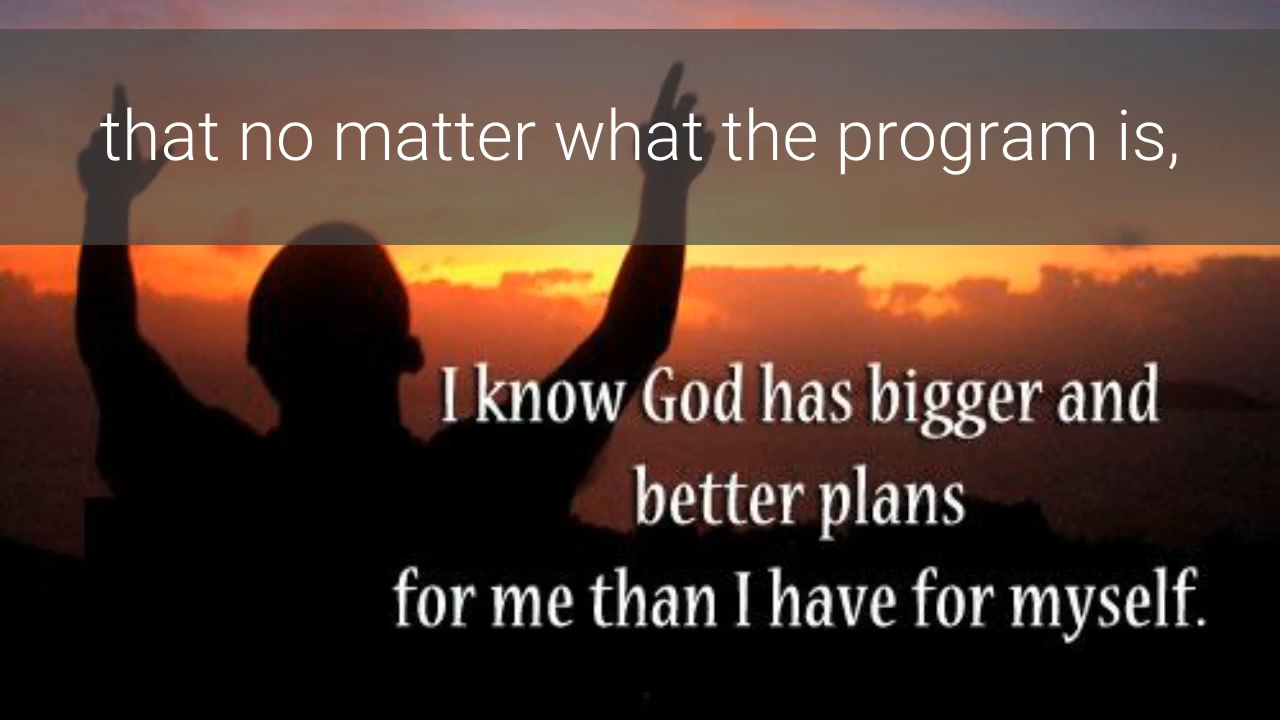 that no matter what the program is,
I know God has bigger and
better plans
for me than I have for myself.